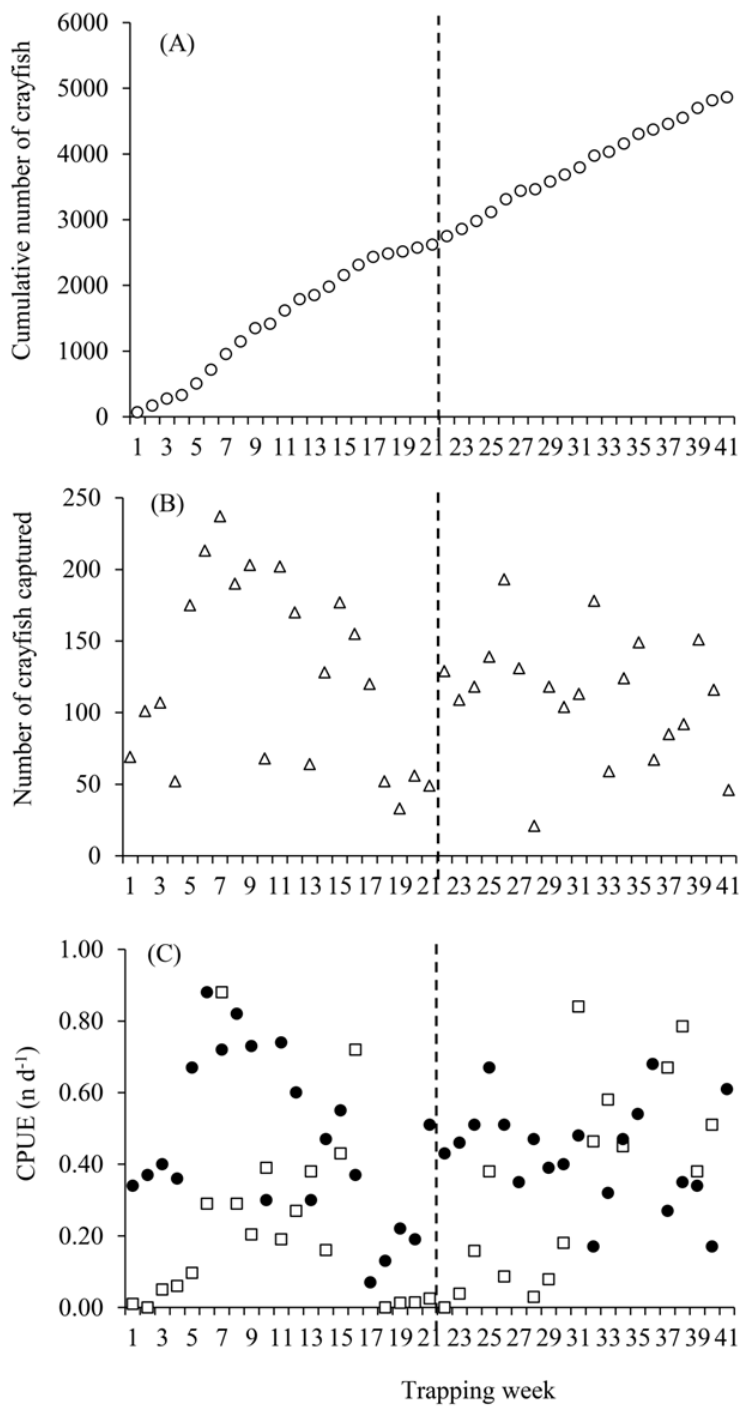 (A)
6000
5000
4000
3000
2000
1000
0
Cumulative number of crayfish
1 3 5 7 9 11 13 15 17 19 21 23 25 27 29 31 33 35 37 39 41
(B)
250
200
150
100
50
0
Number of crayfish captured
1 3 5 7 9 11 13 15 17 19 21 23 25 27 29 31 33 35 37 39 41
(C)
1.00
0.80
0.60
0.40
0.20
0.00
CPUE (n d⁻¹)
1 3 5 7 9 11 13 15 17 19 21 23 25 27 29 31 33 35 37 39 41
Trapping week